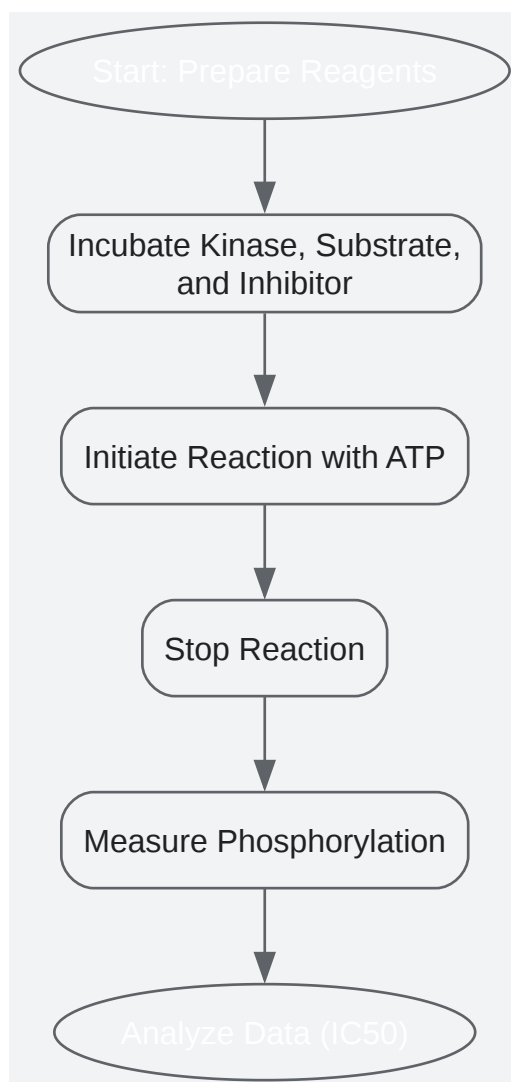 Start: Prepare Reagents
Incubate Kinase, Substrate,
and Inhibitor
Initiate Reaction with ATP
Stop Reaction
Measure Phosphorylation
Analyze Data (IC50)